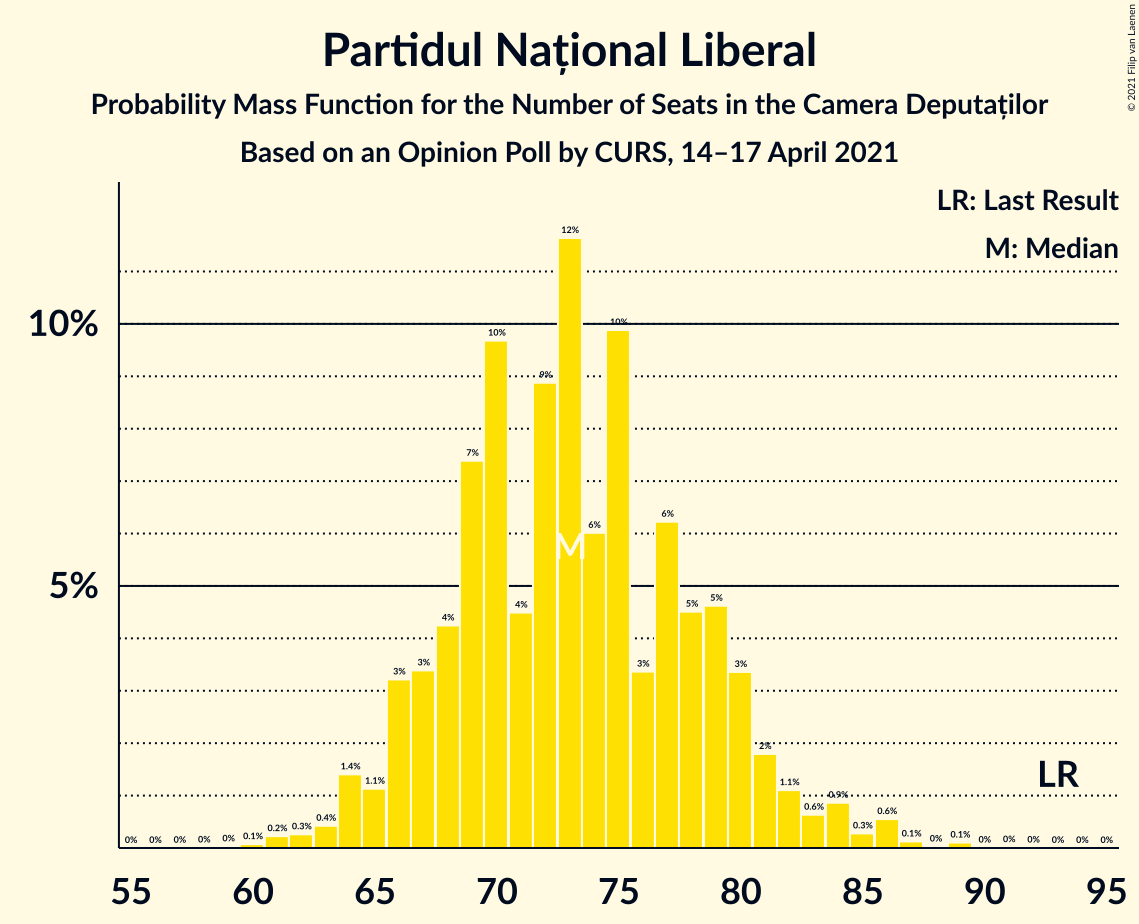 Partidul Național Liberal
Probability Mass Function for the Number of Seats in the Camera Deputaților
Based on an Opinion Poll by CURS, 14–17 April 2021
© 2021 Filip van Laenen
LR: Last Result
M: Median
10%
5%
0% 0% 0% 0% 0% 0.1% 0.2% 0.3% 0.4% 1.4% 1.1% 3% 3% 4% 7% 10% 4% 9% 12% 6% 10% 3% 6% 5% 5% 3% 2% 1.1% 0.6% 0.9% 0.3% 0.6% 0.1% 0% 0.1% 0% 0% 0% 0% 0% 0%
M
LR
55 60 65 70 75 80 85 90 95